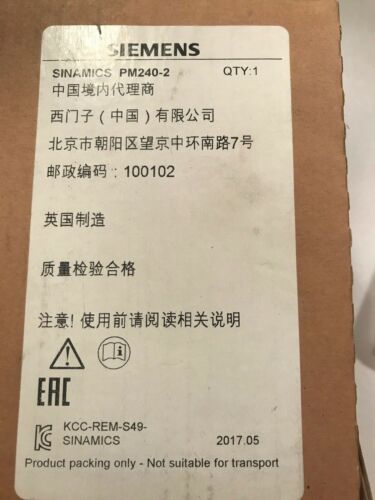 SIEMENS
SINAMICS PM240-2 QTY:1
中国境内代理商
西门子（中国）有限公司
北京市朝阳区望京中环南路7号
邮政编码：100102
英国制造
质量检验合格
注意! 使用前请阅读相关说明
EAC
KCC-REM-S49-
SINAMICS 2017.05
Product packing only - Not suitable for transport